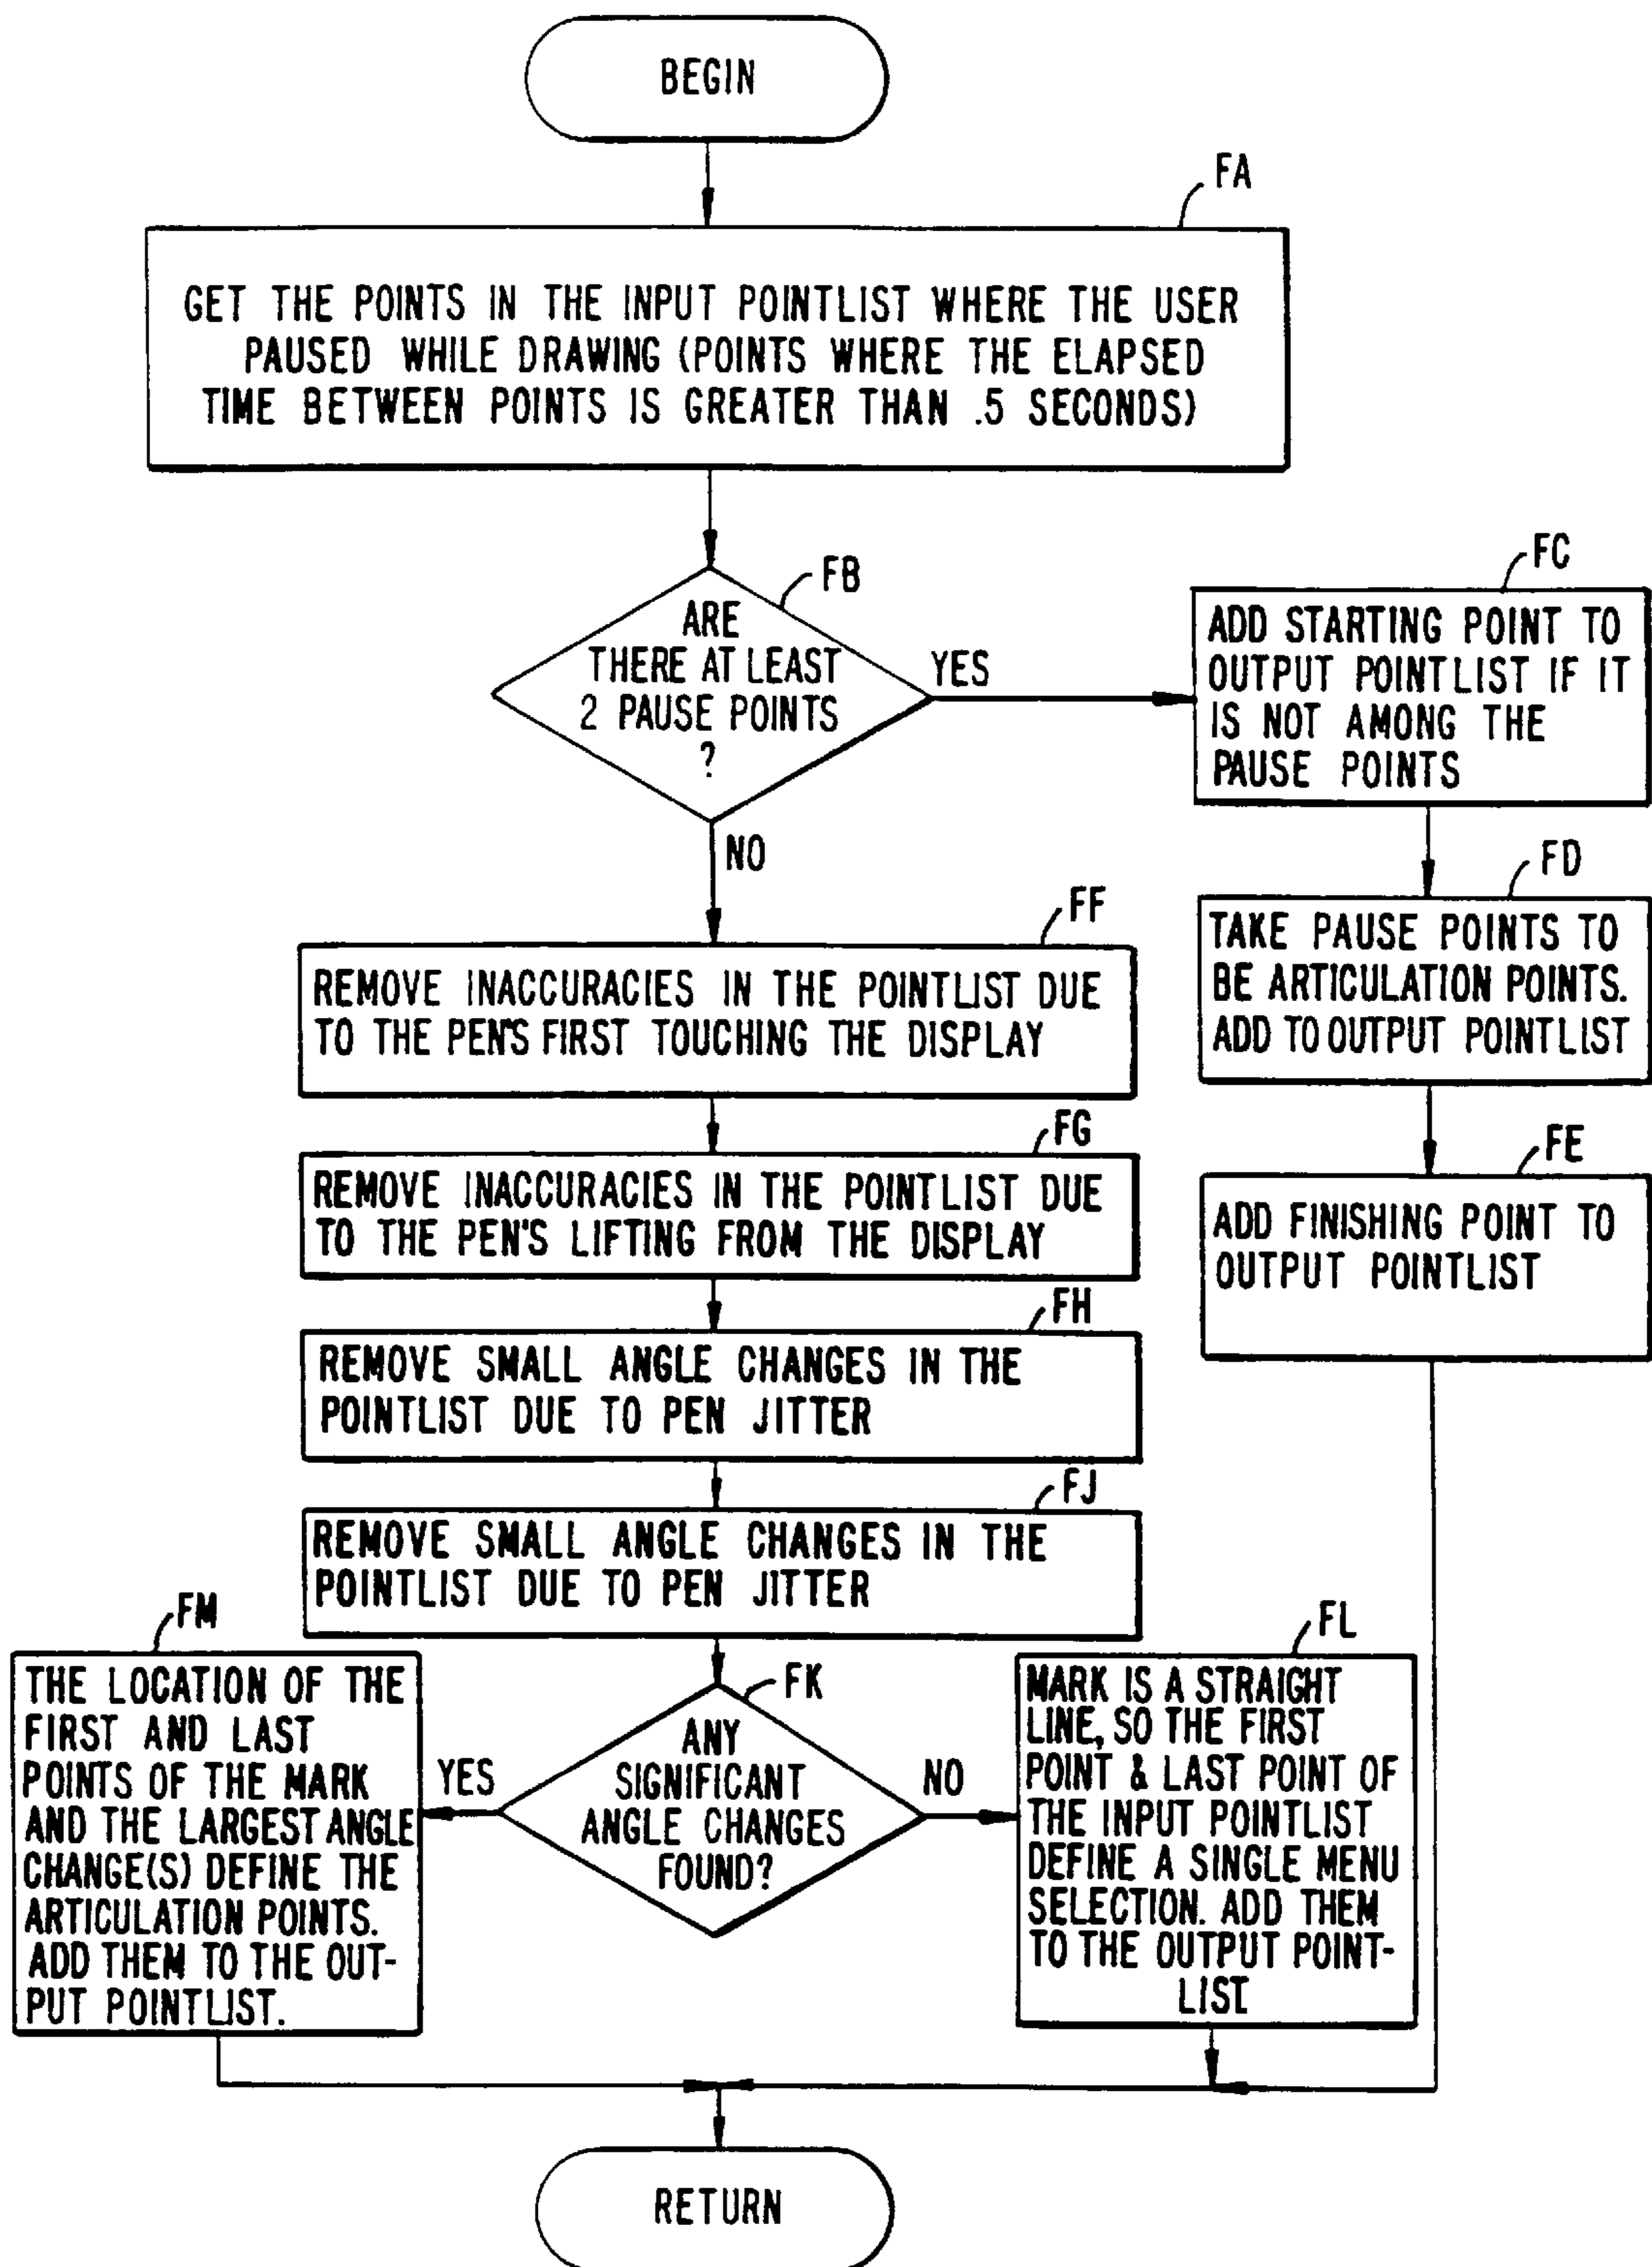 BEGIN
FA
GET THE POINTS IN THE INPUT POINTLIST WHERE THE USER
PAUSED WHILE DRAWING (POINTS WHERE THE ELAPSED
TIME BETWEEN POINTS IS GREATER THAN .5 SECONDS)
FB
ARE
THERE AT LEAST
2 PAUSE POINTS
?
YES
NO
FC
ADD STARTING POINT TO
OUTPUT POINTLIST IF IT
IS NOT AMONG THE
PAUSE POINTS
FD
TAKE PAUSE POINTS TO
BE ARTICULATION POINTS.
ADD TO OUTPUT POINTLIST
FE
ADD FINISHING POINT TO
OUTPUT POINTLIST
FF
REMOVE INACCURACIES IN THE POINTLIST DUE
TO THE PEN'S FIRST TOUCHING THE DISPLAY
FG
REMOVE INACCURACIES IN THE POINTLIST DUE
TO THE PEN'S LIFTING FROM THE DISPLAY
FH
REMOVE SMALL ANGLE CHANGES IN THE
POINTLIST DUE TO PEN JITTER
FJ
REMOVE SMALL ANGLE CHANGES IN THE
POINTLIST DUE TO PEN JITTER
FK
ANY
SIGNIFICANT
ANGLE CHANGES
FOUND?
YES
NO
FM
THE LOCATION OF THE
FIRST AND LAST
POINTS OF THE MARK
AND THE LARGEST ANGLE
CHANGE(S) DEFINE THE
ARTICULATION POINTS.
ADD THEM TO THE OUT-
PUT POINTLIST.
FL
MARK IS A STRAIGHT
LINE, SO THE FIRST
POINT & LAST POINT OF
THE INPUT POINTLIST
DEFINE A SINGLE MENU
SELECTION. ADD THEM
TO THE OUTPUT POINT-
LIST
RETURN